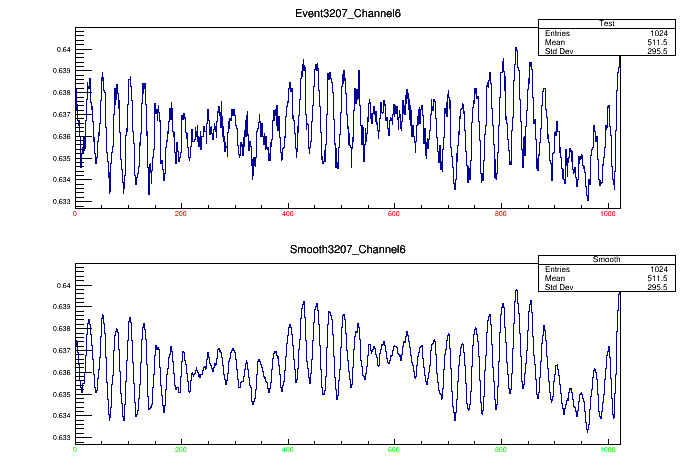 Event3207_Channel6
Test
Entries 1024
Mean 511.5
Std Dev 295.5
0.64
0.639
0.638
0.637
0.636
0.635
0.634
0.633
0 200 400 600 800 1000
Smooth3207_Channel6
Smooth
Entries 1024
Mean 511.5
Std Dev 295.5
0.64
0.639
0.638
0.637
0.636
0.635
0.634
0.633
0 200 400 600 800 1000